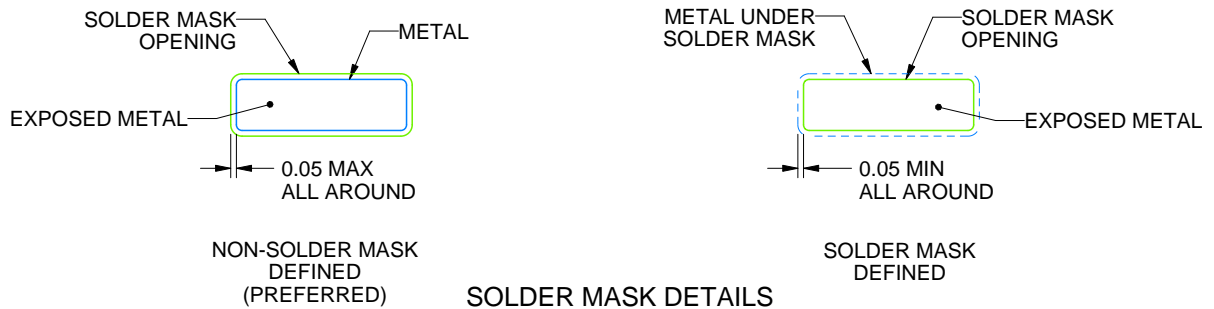 SOLDER MASK
OPENING
METAL
EXPOSED METAL
0.05 MAX
ALL AROUND
NON-SOLDER MASK
DEFINED
(PREFERRED)
METAL UNDER
SOLDER MASK
SOLDER MASK
OPENING
EXPOSED METAL
0.05 MIN
ALL AROUND
SOLDER MASK
DEFINED
SOLDER MASK DETAILS